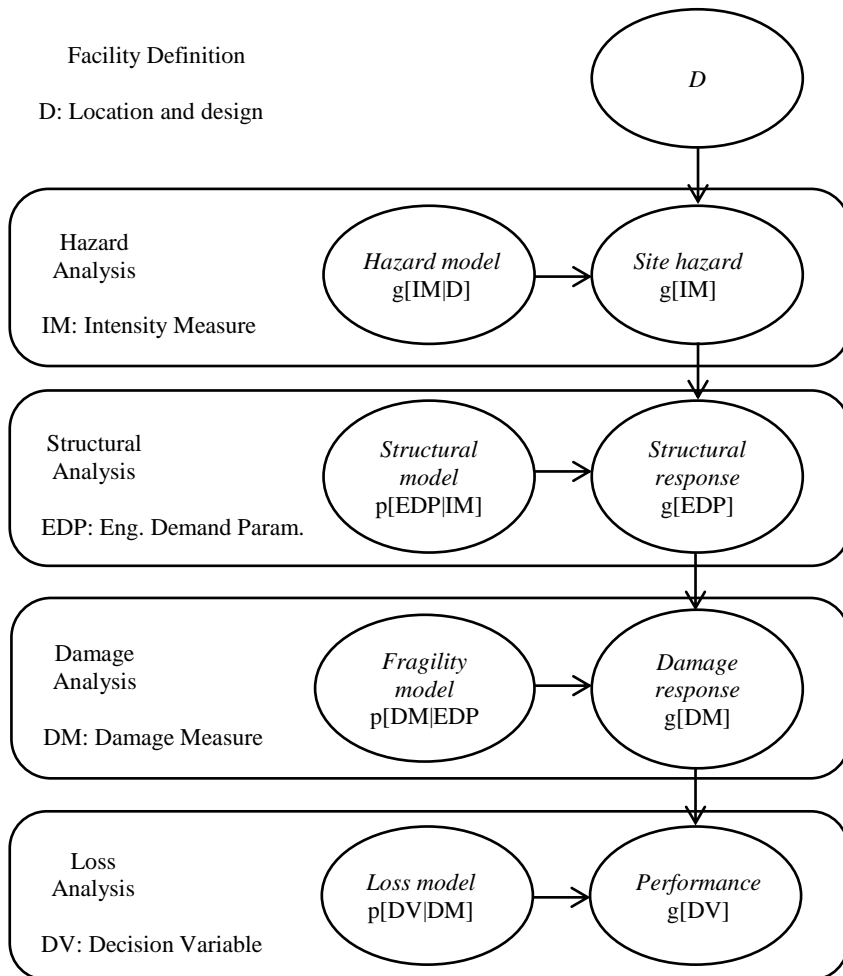 Facility Definition
D: Location and design
D
Hazard
Analysis
IM: Intensity Measure
Hazard model
g[IM|D]
Site hazard
g[IM]
Structural
Analysis
EDP: Eng. Demand Param.
Structural
model
p[EDP|IM]
Structural
response
g[EDP]
Damage
Analysis
DM: Damage Measure
Fragility
model
p[DM|EDP
Damage
response
g[DM]
Loss
Analysis
DV: Decision Variable
Loss model
p[DV|DM]
Performance
g[DV]